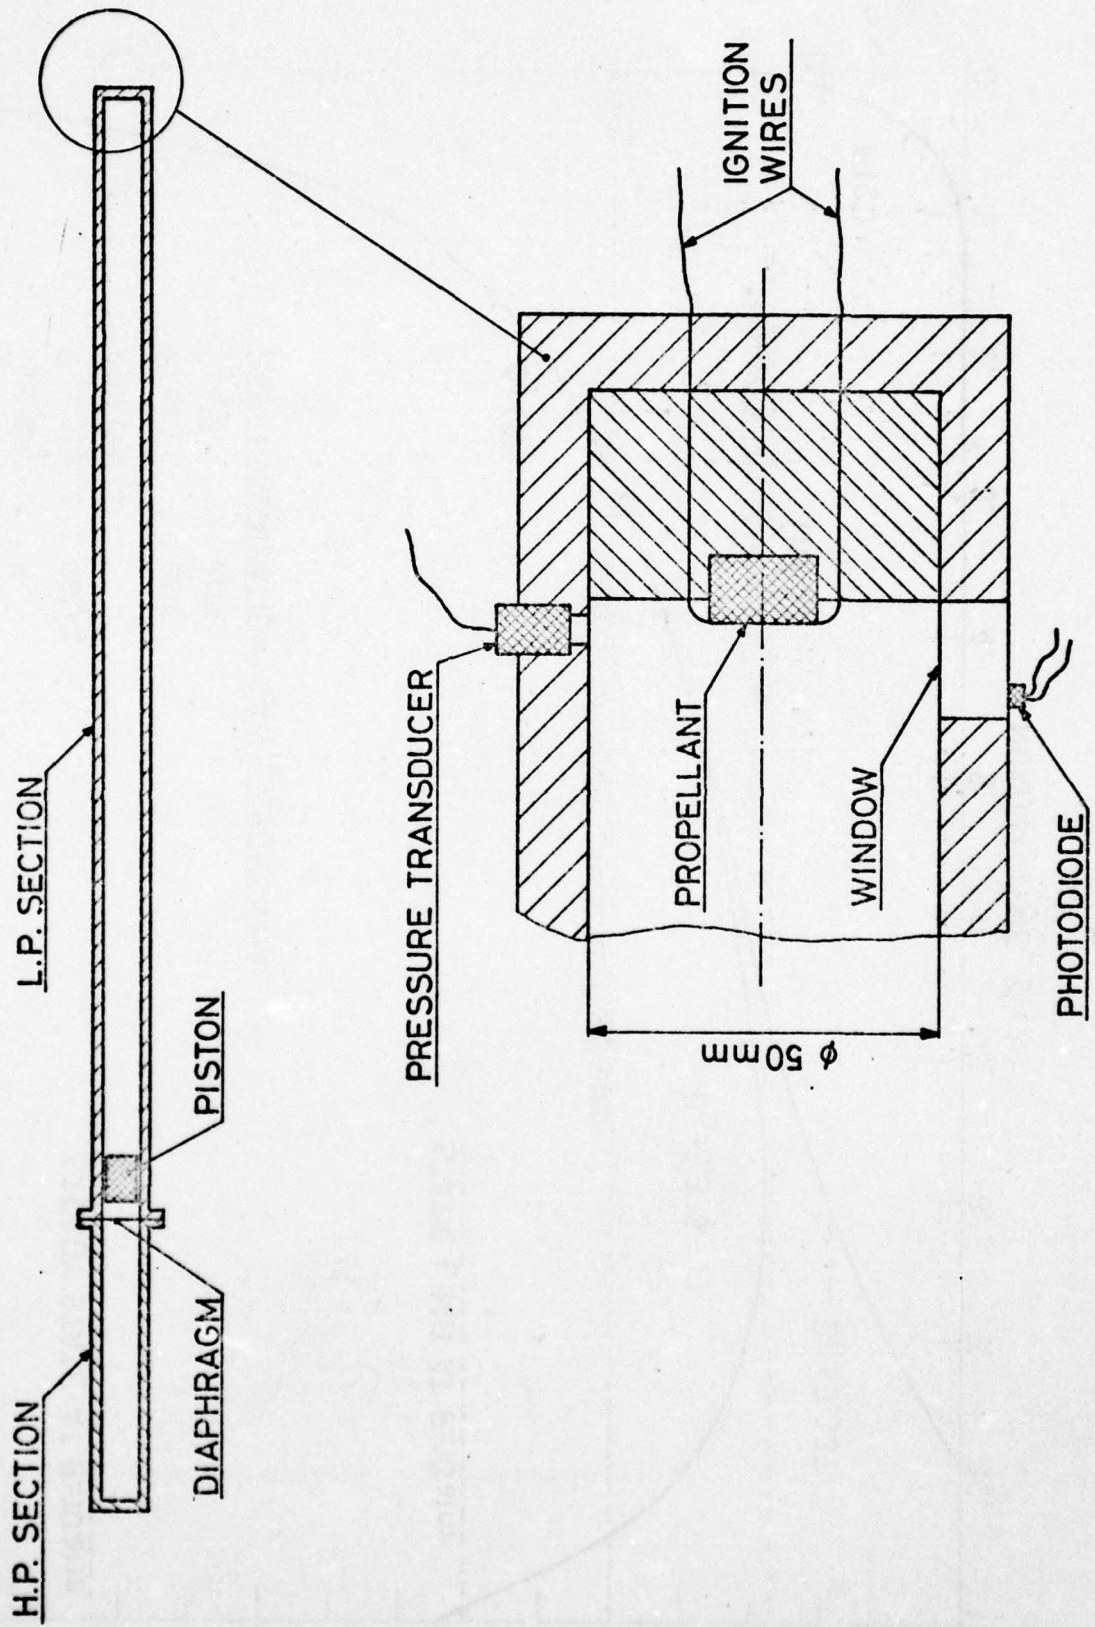 H.P. SECTION
L.P. SECTION
DIAPHRAGM
PISTON
PRESSURE TRANSDUCER
IGNITION
WIRES
PROPELLANT
WINDOW
PHOTODIODE
ϕ 50mm